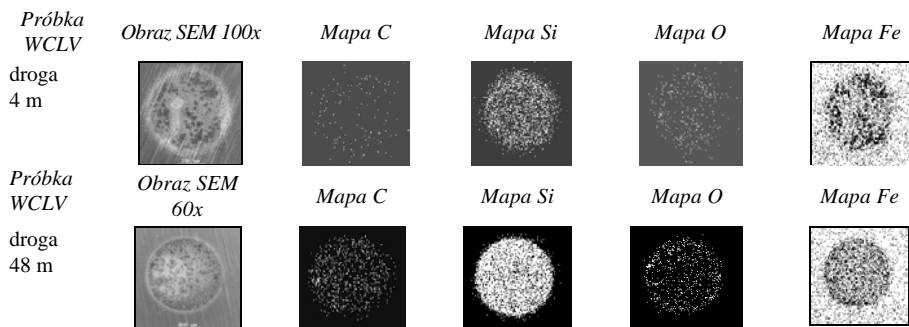 Próbka WCLV Obraz SEM 100x Mapa C Mapa Si Mapa O Mapa Fe
droga
4 m
Próbka WCLV Obraz SEM 60x Mapa C Mapa Si Mapa O Mapa Fe
droga
48 m